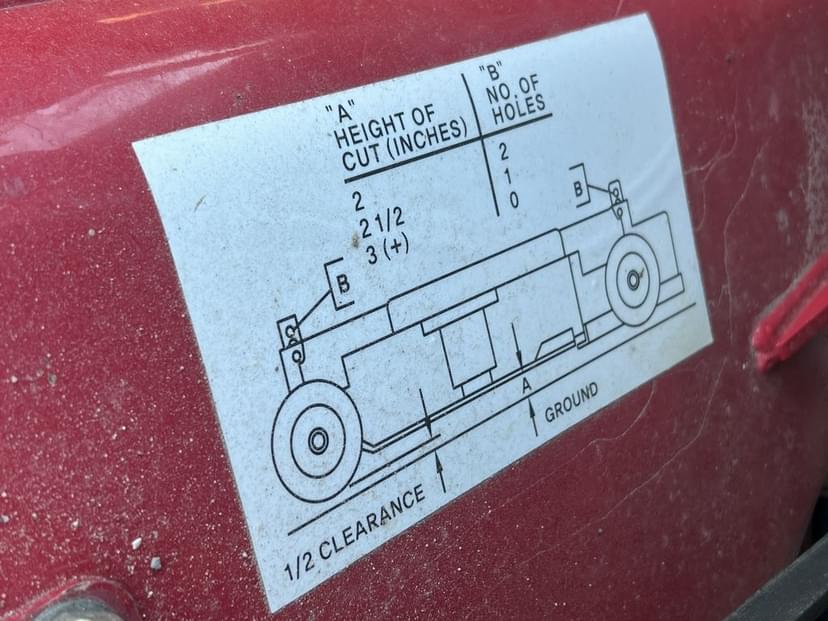 "A"
HEIGHT OF
CUT (INCHES)
"B"
NO. OF
HOLES
2 2
2 1/2 1
3 (+) 0
B
B
A
GROUND
1/2 CLEARANCE